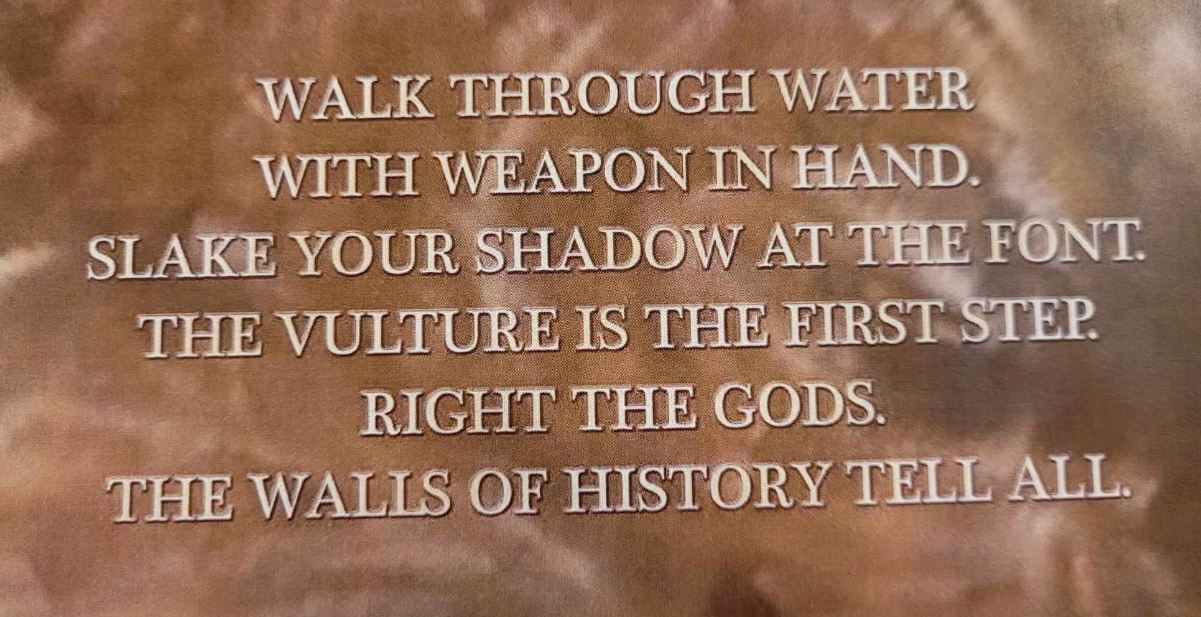 WALK THROUGH WATER
WITH WEAPON IN HAND.
SLAKE YOUR SHADOW AT THE FONT.
THE VULTURE IS THE FIRST STEP.
RIGHT THE GODS.
THE WALLS OF HISTORY TELL ALL.